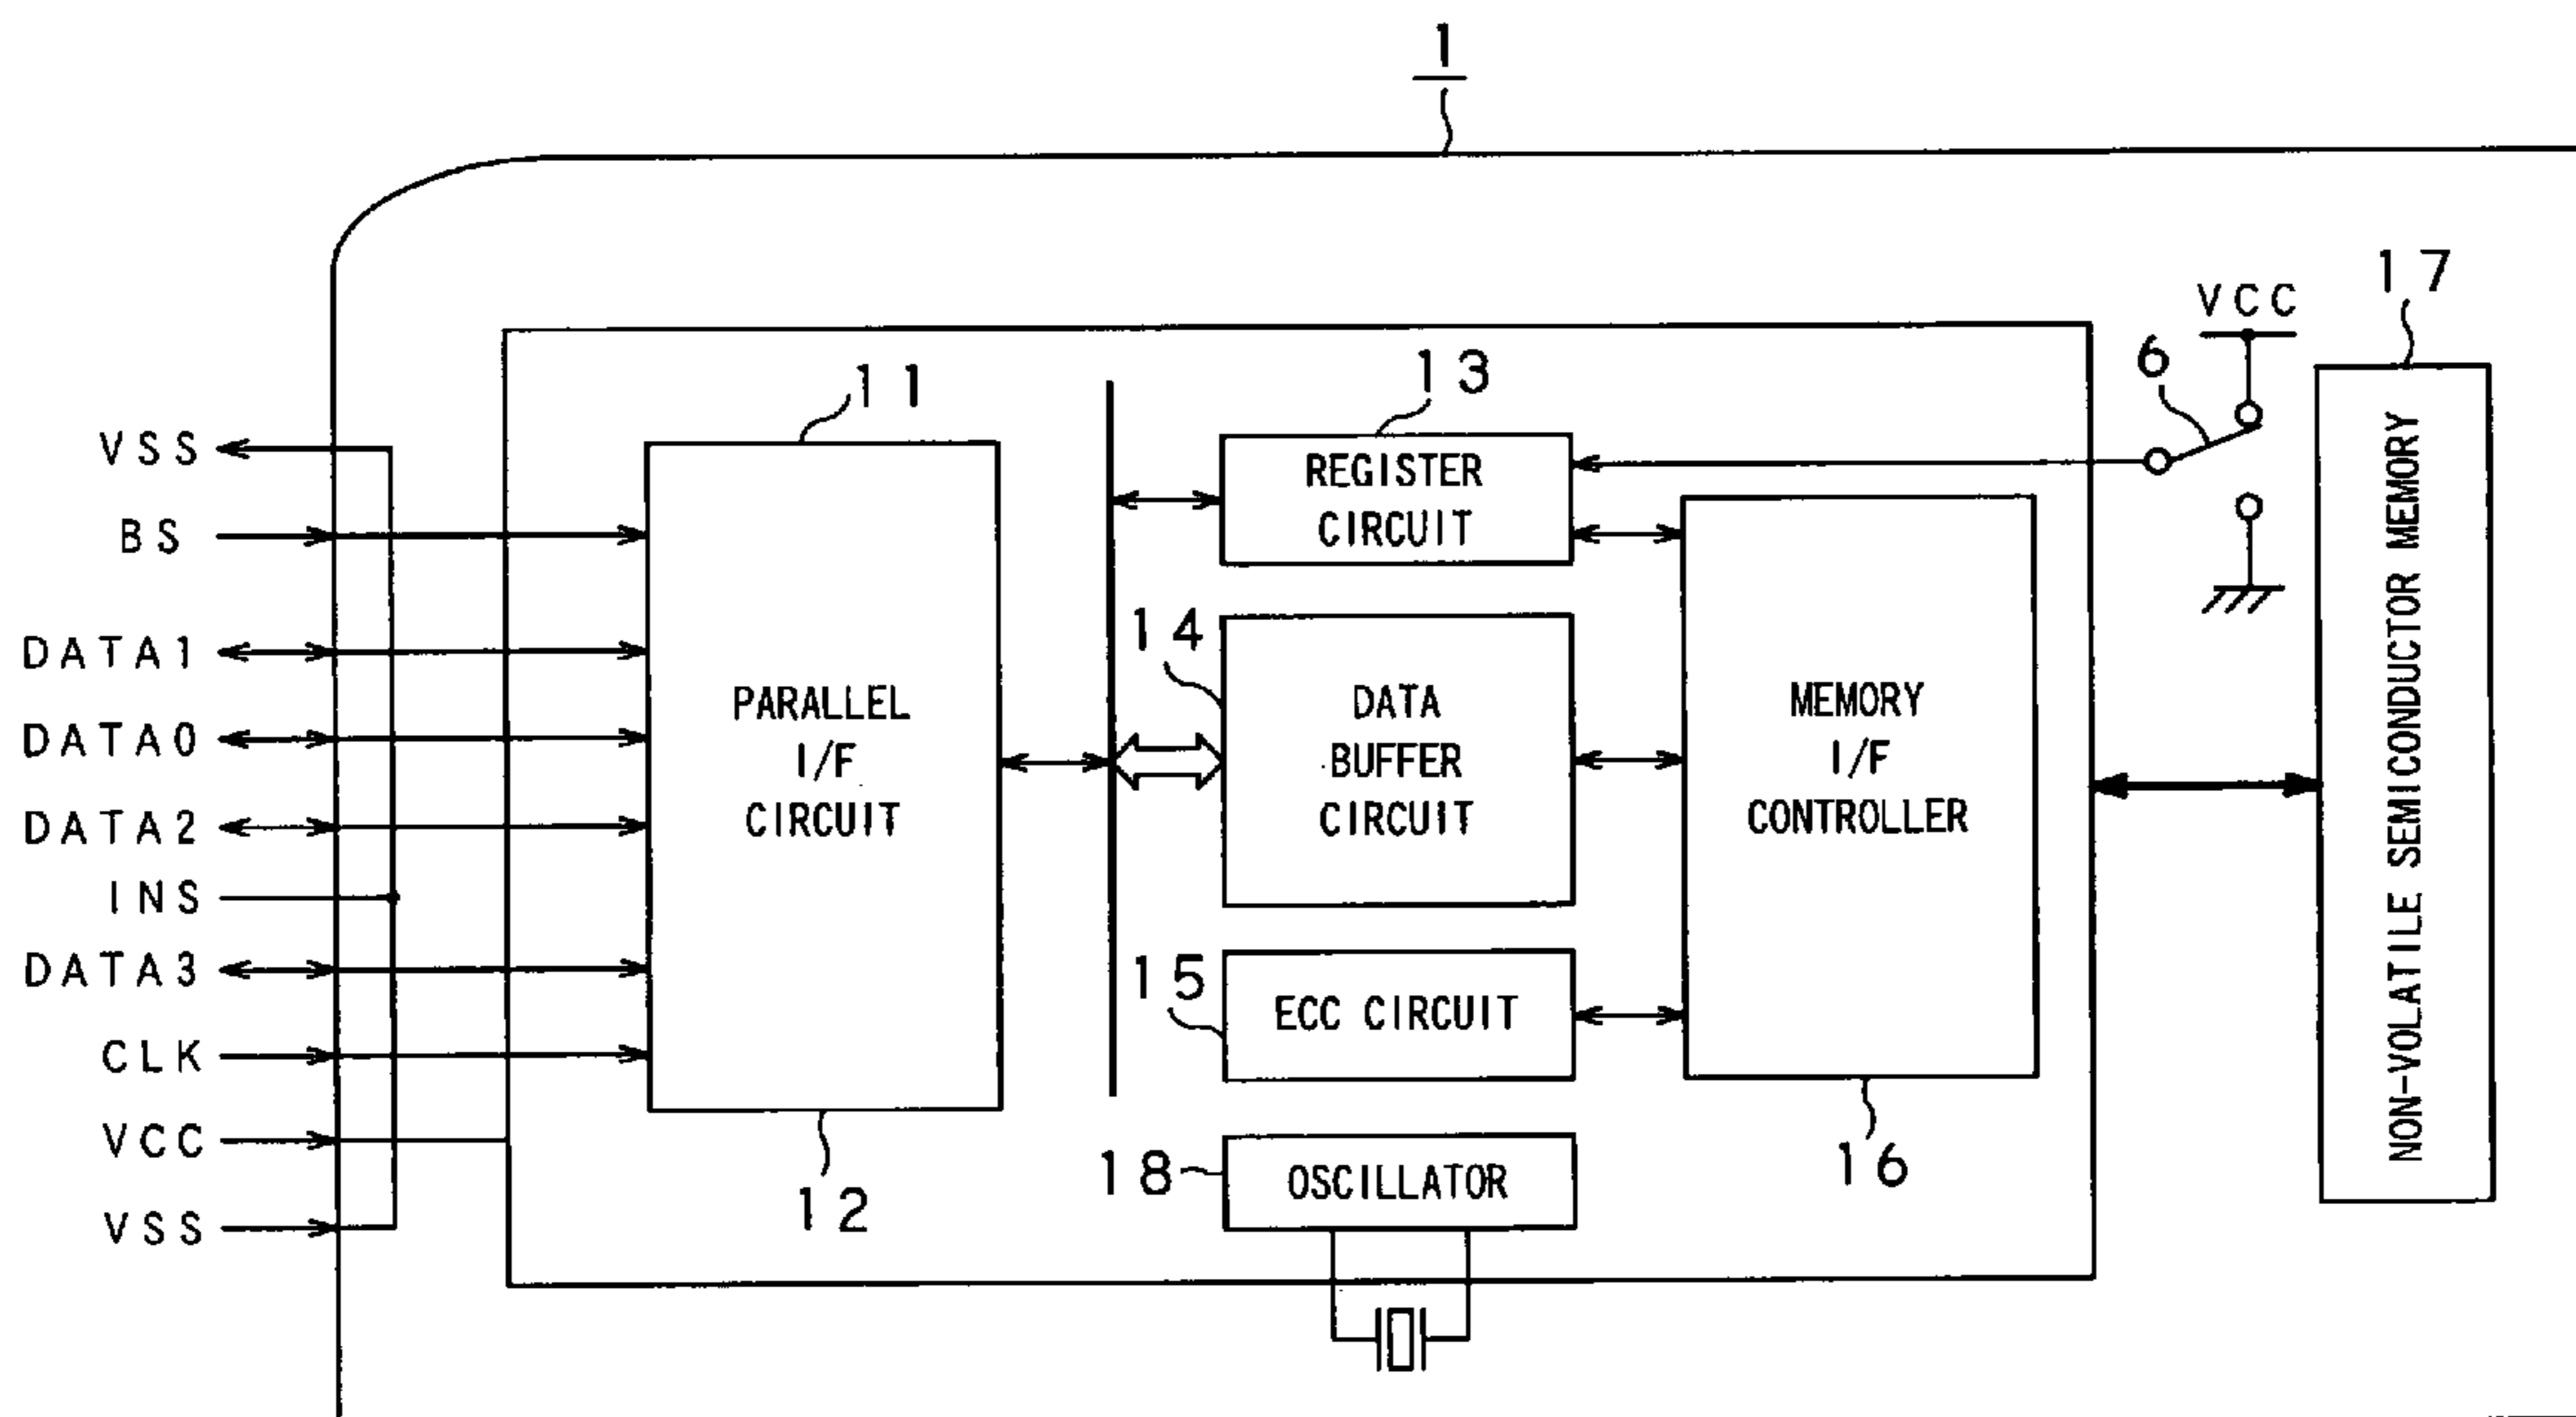 1
17
VCC
6
11
13
VSS
BS
DATA1
DATA0
DATA2
INS
DATA3
CLK
VCC
VSS
PARALLEL
I/F
CIRCUIT
12
REGISTER
CIRCUIT
14
DATA
BUFFER
CIRCUIT
15
ECC CIRCUIT
18
OSCILLATOR
MEMORY
I/F
CONTROLLER
16
NON-VOLATILE SEMICONDUCTOR MEMORY